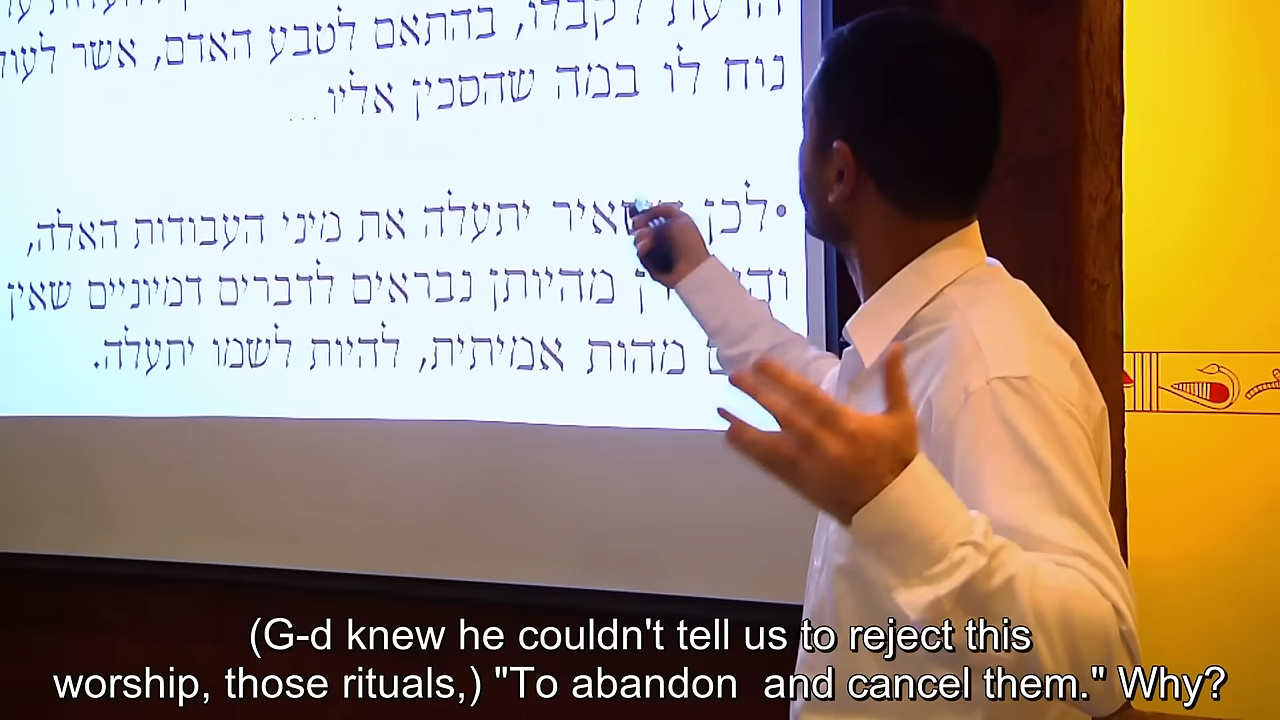 לקבלו, בהתאם לטבע האדם, אשר
נוח לו במה שהסכין אליו...
•לכן יתעלה את מיני העבודות האלה,
מהיותן נבראים לדברים דמיוניים שאין
מהות אמיתית, להיות לשמו יתעלה.
(G-d knew he couldn't tell us to reject this
worship, those rituals,) "To abandon and cancel them." Why?